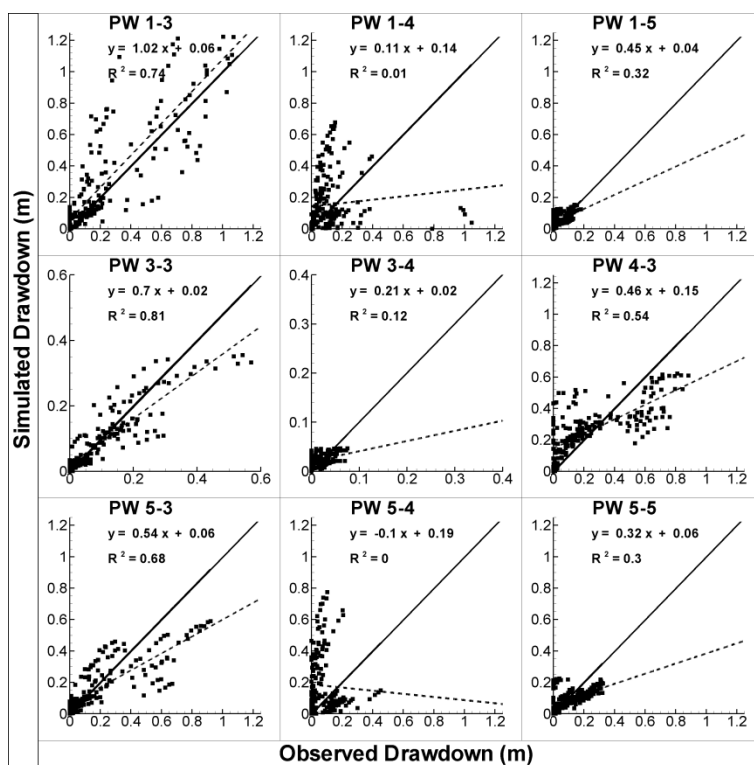 Simulated Drawdown (m)
PW 1-3
y = 1.02 x + 0.06
R 2 = 0.74
1.2
1
0.8
0.6
0.4
0.2
0
0 0.2 0.4 0.6 0.8 1 1.2
PW 1-4
y = 0.11 x + 0.14
R 2 = 0.01
1.2
1
0.8
0.6
0.4
0.2
0
0 0.2 0.4 0.6 0.8 1 1.2
PW 1-5
y = 0.45 x + 0.04
R 2 = 0.32
1.2
1
0.8
0.6
0.4
0.2
0
0 0.2 0.4 0.6 0.8 1 1.2
PW 3-3
y = 0.7 x + 0.02
R 2 = 0.81
0.6
0.4
0.2
0
0 0.2 0.4 0.6
PW 3-4
y = 0.21 x + 0.02
R 2 = 0.12
0.4
0.3
0.2
0.1
0
0 0.1 0.2 0.3 0.4
PW 4-3
y = 0.46 x + 0.15
R 2 = 0.54
1.2
1
0.8
0.6
0.4
0.2
0
0 0.2 0.4 0.6 0.8 1 1.2
PW 5-3
y = 0.54 x + 0.06
R 2 = 0.68
1.2
1
0.8
0.6
0.4
0.2
0
0 0.2 0.4 0.6 0.8 1 1.2
PW 5-4
y = -0.1 x + 0.19
R 2 = 0
1.2
1
0.8
0.6
0.4
0.2
0
0 0.2 0.4 0.6 0.8 1 1.2
PW 5-5
y = 0.32 x + 0.06
R 2 = 0.3
1.2
1
0.8
0.6
0.4
0.2
0
0 0.2 0.4 0.6 0.8 1 1.2
Observed Drawdown (m)